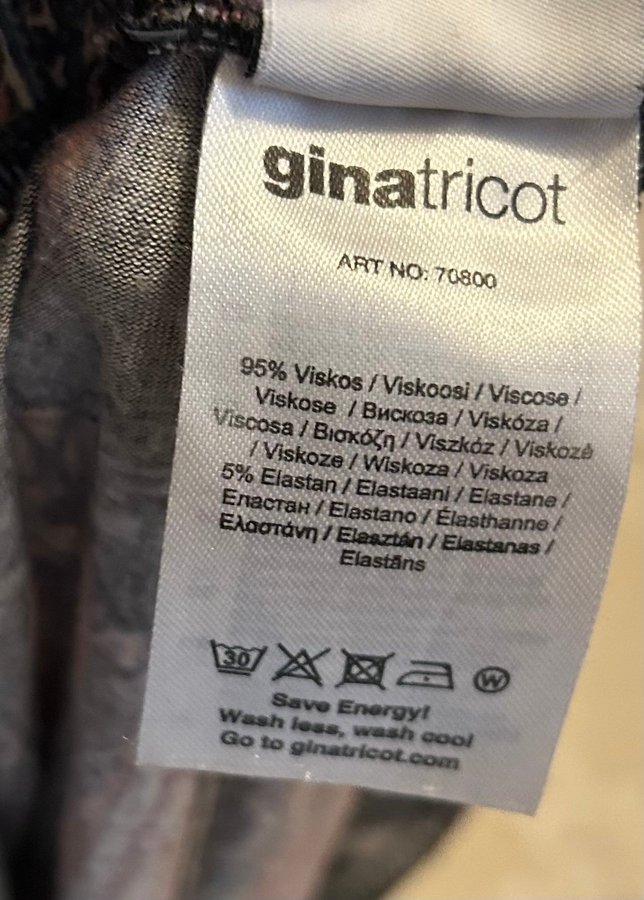 ginatricot
ART NO: 70800
95% Viskos / Viskoosi / Viscose /
Viskose / Вискоза / Viskóza /
Viscosa / Βισκόζη / Viszkóz / Viskozė
/ Viskoze / Wiskoza / Viskoza
5% Elastan / Elastaani / Elastane /
Еластан / Elastano / Élasthanne /
Ελαστάνη / Elasztán / Elastanas /
Elastāns
30 W
Save Energy!
Wash less, wash cool
Go to ginatricot.com